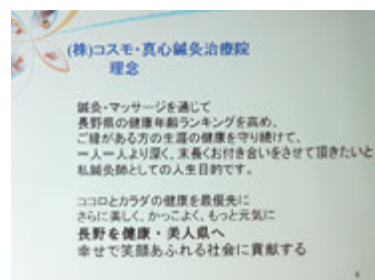 (株)コスモ・真心鍼灸治療院
理念
鍼灸・マッサージを通じて
長野県の健康年齢ランキングを高め、
ご縁がある方の生涯の健康を守り続けて、
一人一人より深く、末長くお付き合いをさせて頂きたいと
私鍼灸師としての人生目的です。
ココロとカラダの健康を最優先に
さらに美しく、かっこよく、もっと元気に
長野を健康・美人県へ
幸せで笑顔あふれる社会に貢献する